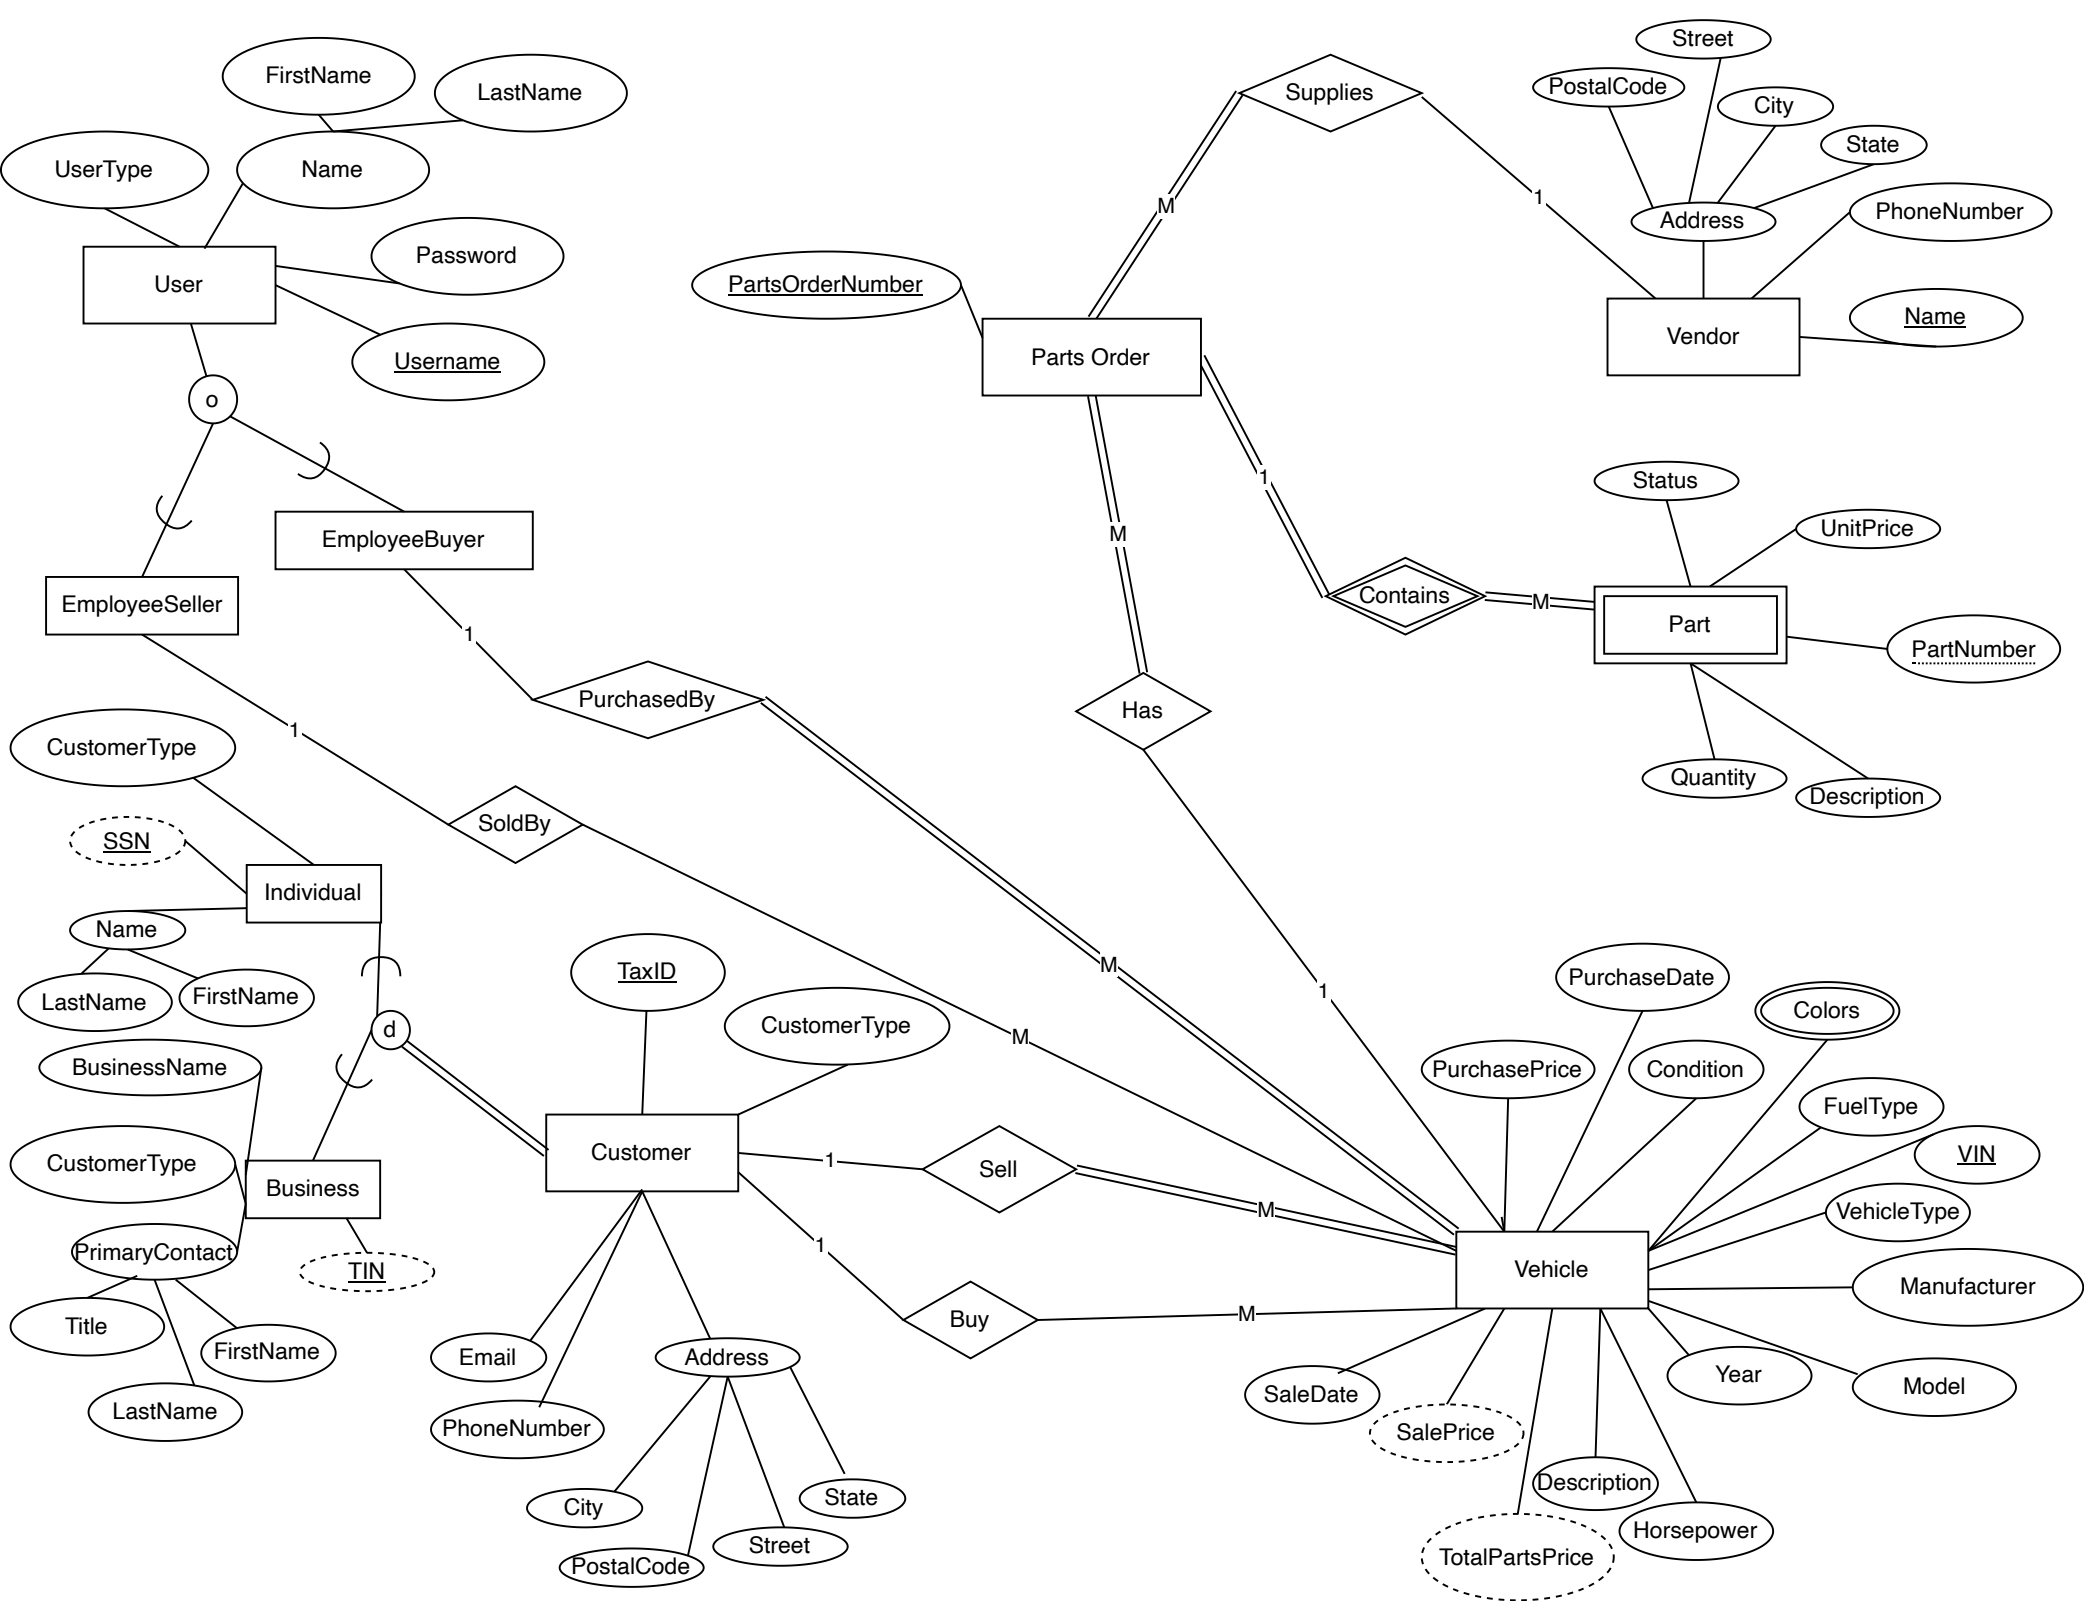 Street
FirstName
PostalCode
LastName
Supplies
City
State
UserType
Name
M
1
PhoneNumber
Address
Password
PartsOrderNumber
User
Name
Username
Parts Order
Vendor
o
1
Status
UnitPrice
M
EmployeeBuyer
Contains
M
EmployeeSeller
Part
1
PartNumber
PurchasedBy
Has
1
CustomerType
Quantity
Description
SoldBy
SSN
Individual
Name
M
TaxID
PurchaseDate
1
LastName
FirstName
Colors
CustomerType
d
M
BusinessName
PurchasePrice
Condition
FuelType
Customer
VIN
CustomerType
1
Sell
Business
M
VehicleType
1
PrimaryContact
TIN
Vehicle
Manufacturer
M
Buy
Title
FirstName
Email
Address
Year
SaleDate
Model
LastName
PhoneNumber
SalePrice
Description
State
City
Horsepower
Street
TotalPartsPrice
PostalCode